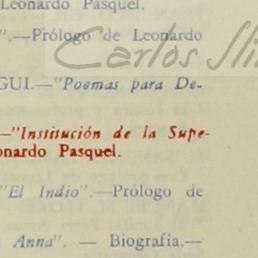 Leonardo Pasquel.
".—Prólogo de Leonardo
Carlos Sli
GUI.—"Poemas para De-
—"Institución de la Supe-
onardo Pasquel.
"El Indio".—Prólogo de
Anna". — Biografía.—